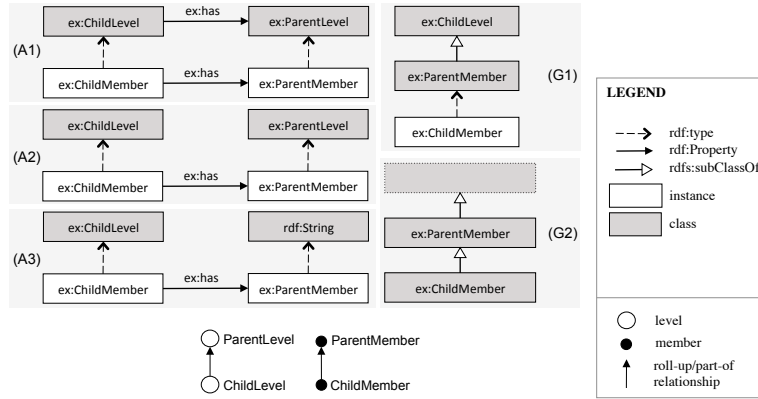 ex:ChildLevel
ex:has
ex:ParentLevel
(A1)
ex:ChildMember
ex:has
ex:ParentMember
ex:ChildLevel
ex:ParentLevel
(A2)
ex:ChildMember
ex:has
ex:ParentMember
ex:ChildLevel
rdf:String
(A3)
ex:ChildMember
ex:has
ex:ParentMember
ex:ChildLevel
ex:ParentMember
(G1)
ex:ChildMember
(G2)
ex:ParentMember
ex:ChildMember
ParentLevel
ParentMember
ChildLevel
ChildMember
LEGEND
rdf:type
rdf:Property
rdfs:subClassOf
instance
class
level
member
roll-up/part-of
relationship